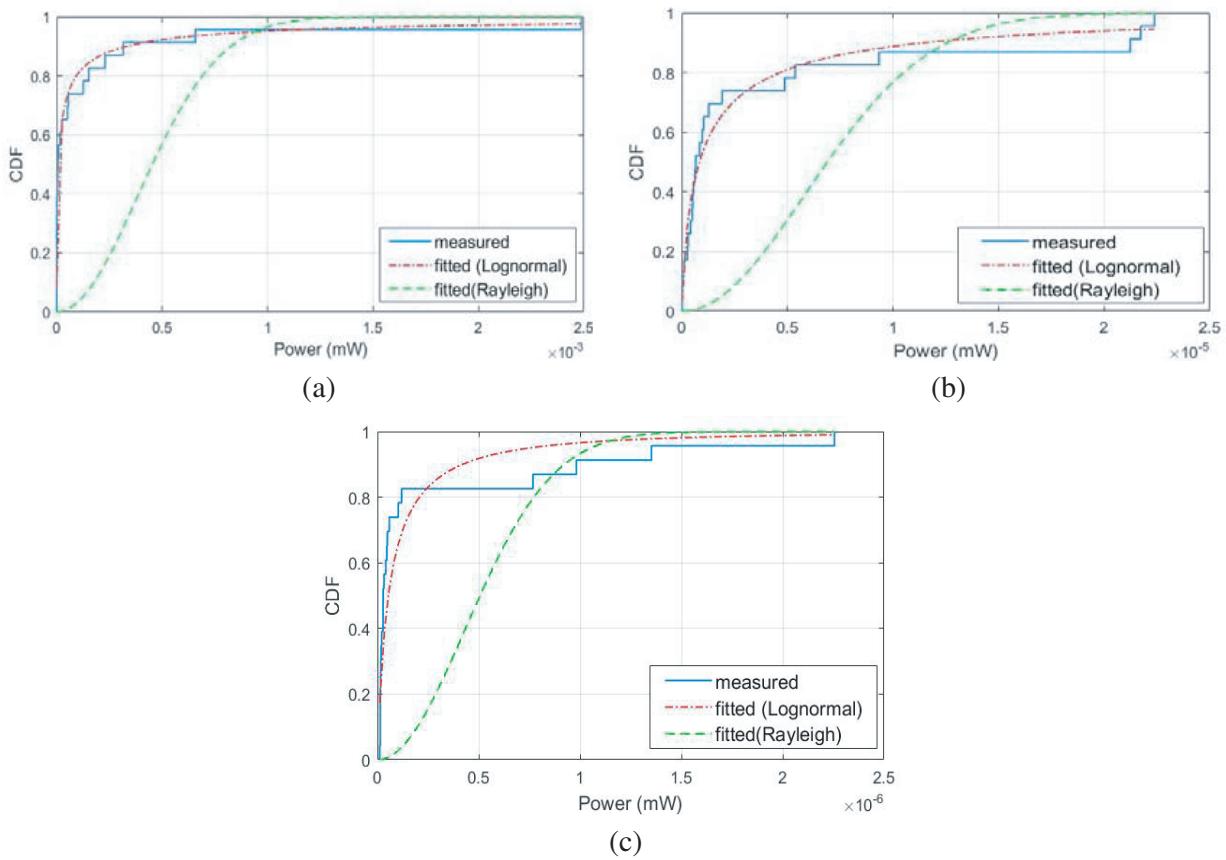 1
0.8
0.6
0.4
0.2
0
CDF
measured
fitted (Lognormal)
fitted(Rayleigh)
0 0.5 1 1.5 2 2.5
Power (mW)
×10⁻³
(a)
1
0.8
0.6
0.4
0.2
0
CDF
measured
fitted (Lognormal)
fitted(Rayleigh)
0 0.5 1 1.5 2 2.5
Power (mW)
×10⁻⁵
(b)
1
0.8
0.6
0.4
0.2
0
CDF
measured
fitted (Lognormal)
fitted(Rayleigh)
0 0.5 1 1.5 2 2.5
Power (mW)
×10⁻⁶
(c)